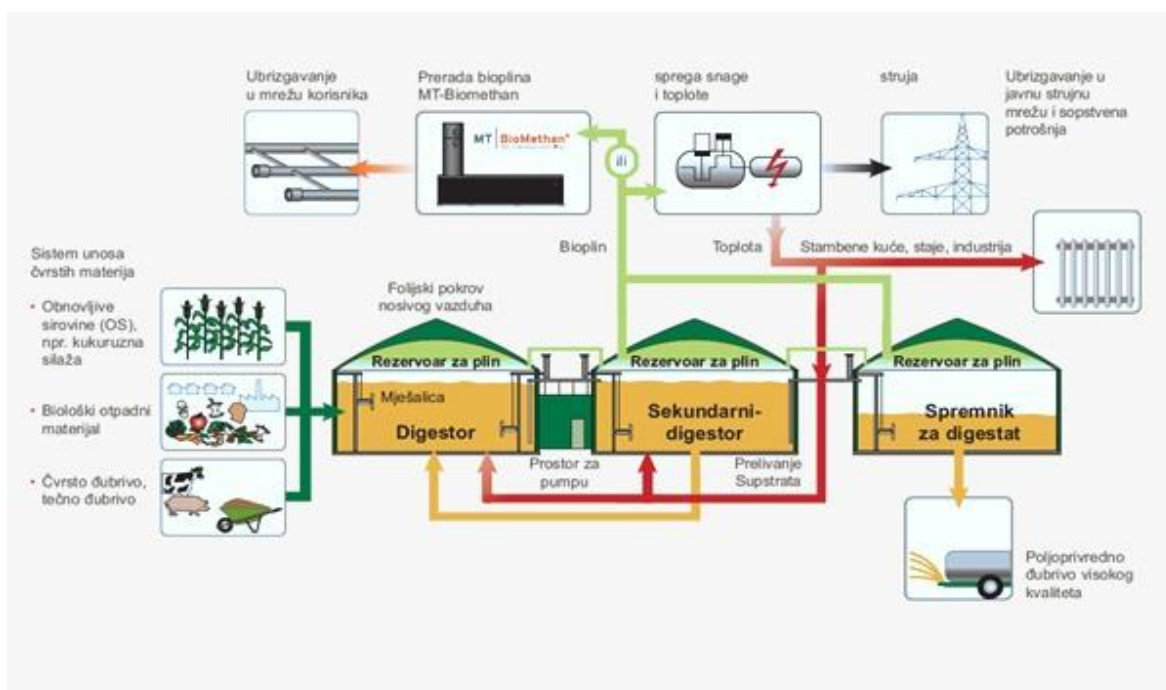 Ubrizgavanje
u mrežu korisnika
Prerada bioplina
MT-Biomethan
sprega snage
i toplote
struja
Ubrizgavanje u
javnu strujnu
mrežu i sopstvena
potrošnja
MT BioMethan
ili
Bioplin
Toplota
Stambene kuće, staje, industrija
Sistem unosa
čvrstih materija
• Obnovljive
sirovine (OS),
npr. kukuruzna
silaža
• Biološki otpadni
materijal
• Čvrsto đubrivo,
tečno đubrivo
Folijski pokrov
nosivog vazduha
Rezervoar za plin
Rezervoar za plin
Rezervoar za plin
Mješalica
Digestor
Sekundarni-
digestor
Spremnik
za digestat
Prostor za
pumpu
Prelivanje
Supstrata
Poljoprivredno
đubrivo visokog
kvaliteta